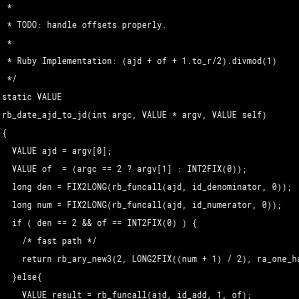 *
* TODO: handle offsets properly.
*
* Ruby Implementation: (ajd + of + 1.to_r/2).divmod(1)
*/
static VALUE
rb_date_ajd_to_jd(int argc, VALUE * argv, VALUE self)
{
VALUE ajd = argv[0];
VALUE of = (argc == 2 ? argv[1] : INT2FIX(0));
long den = FIX2LONG(rb_funcall(ajd, id_denominator, 0));
long num = FIX2LONG(rb_funcall(ajd, id_numerator, 0));
if ( den == 2 && of == INT2FIX(0) ) {
/* fast path */
return rb_ary_new3(2, LONG2FIX((num + 1) / 2), ra_one_ha
}else{
VALUE result = rb_funcall(ajd, id_add, 1, of);